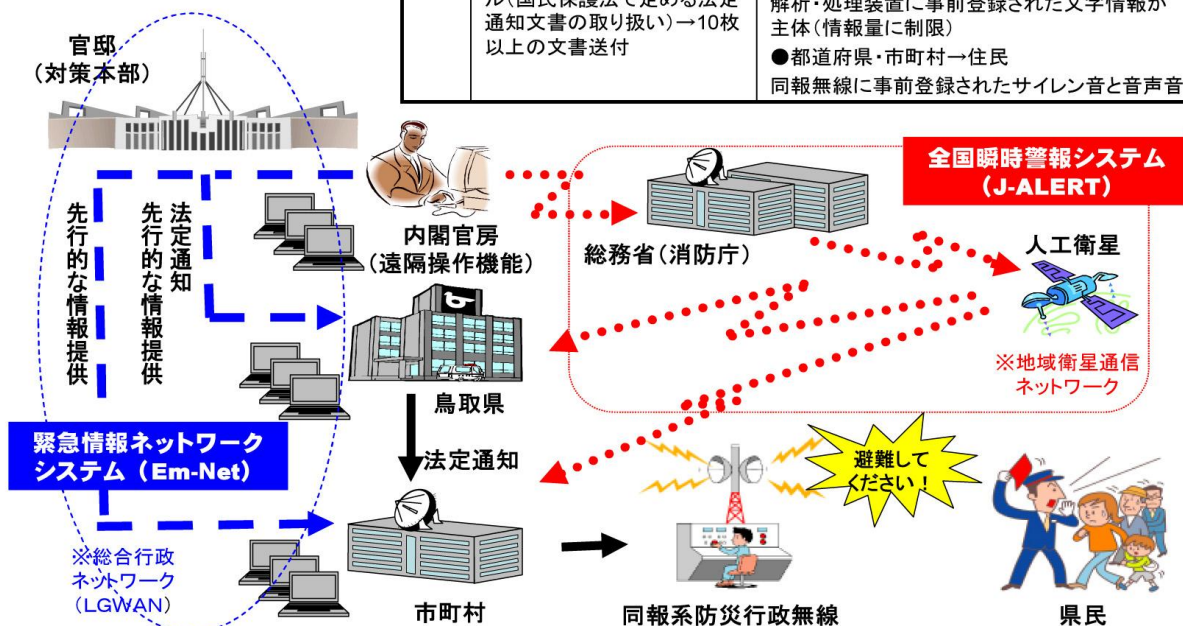 ル(国民保護法で定める法定
通知文書の取り扱い)→10枚
以上の文書送付
解析・処理装置に事前登録された文字情報が
主体(情報量に制限)
●都道府県・市町村→住民
同報無線に事前登録されたサイレン音と音声音
官邸
(対策本部)
全国瞬時警報システム
(J-ALERT)
先行的な情報提供
先行的な情報提供
法定通知
内閣官房
(遠隔操作機能)
総務省(消防庁)
人工衛星
※地域衛星通信
ネットワーク
鳥取県
緊急情報ネットワーク
システム(Em-Net)
法定通知
避難して
ください!
※総合行政
ネットワーク
(LGWAN)
市町村
同報系防災行政無線
県民